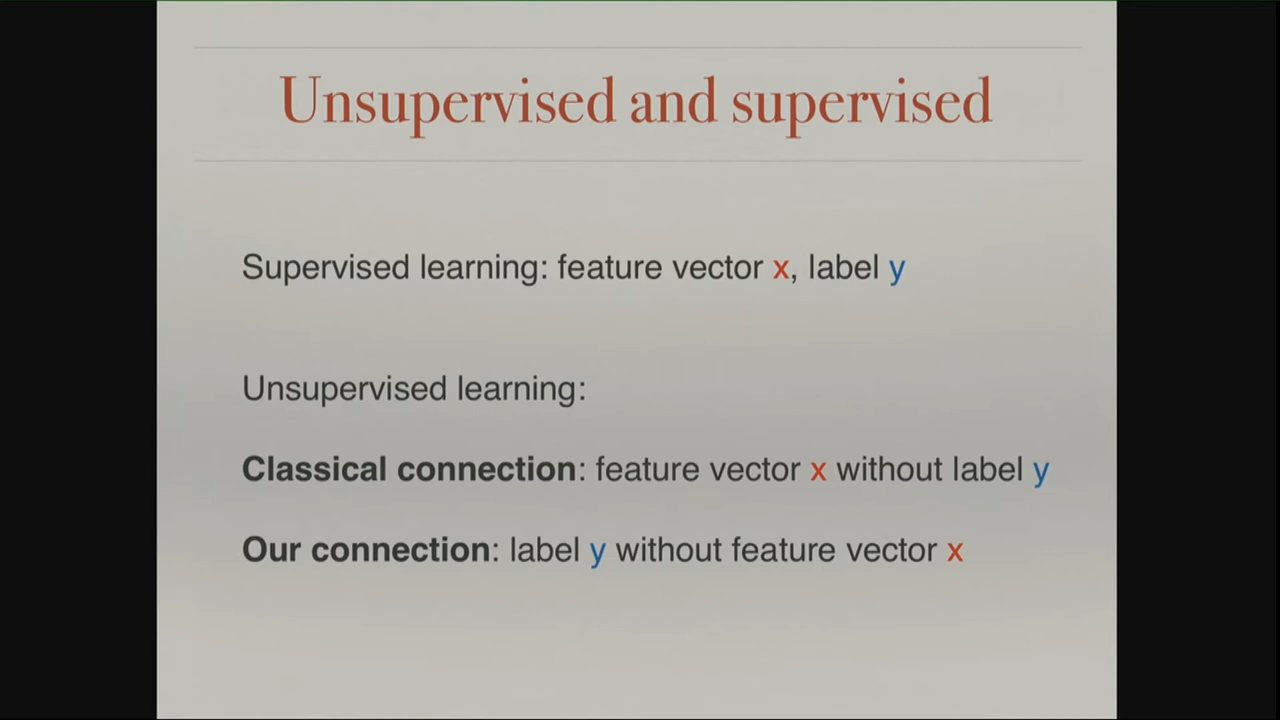 Unsupervised and supervised
Supervised learning: feature vector x, label y
Unsupervised learning:
Classical connection: feature vector x without label y
Our connection: label y without feature vector x